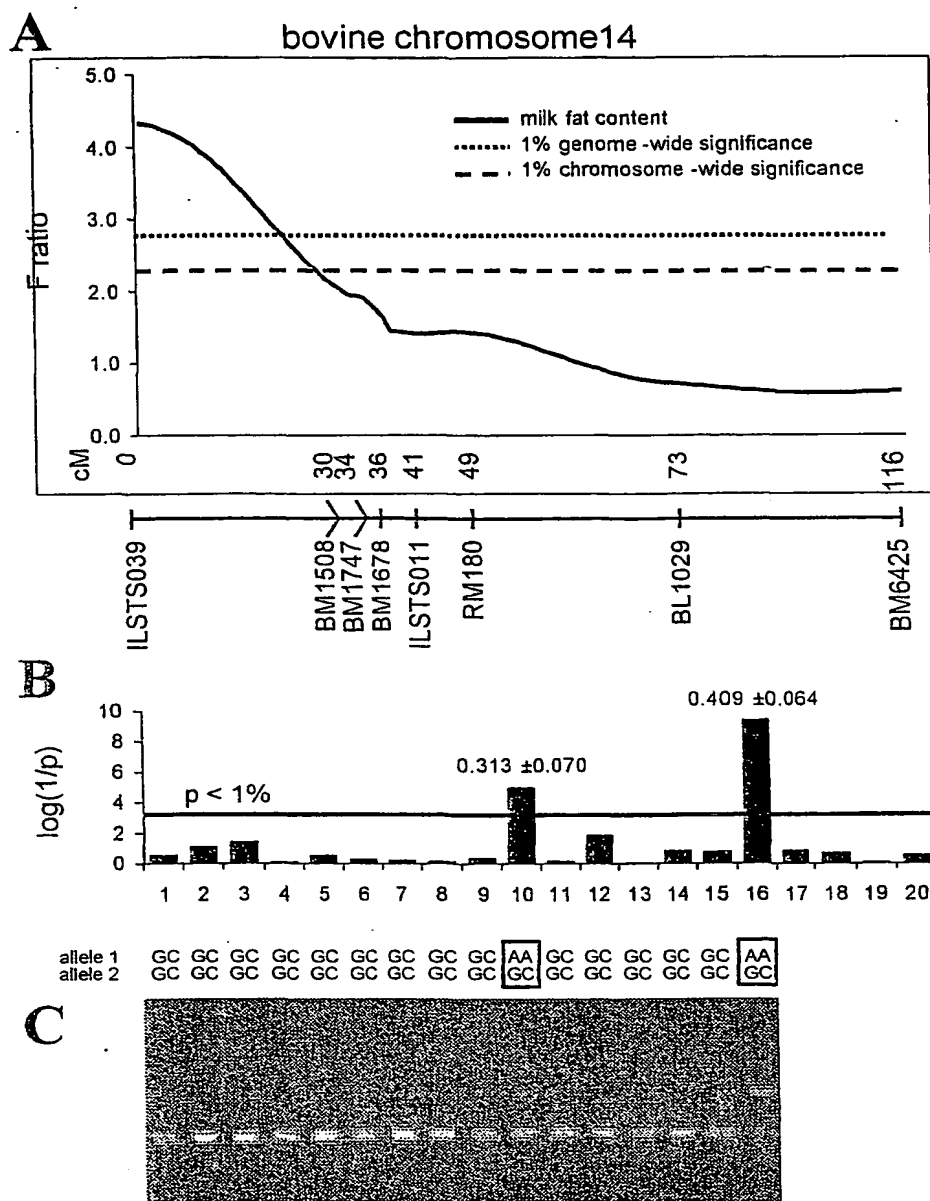 A
bovine chromosome14
5.0
4.0
3.0
2.0
1.0
0.0
F ratio
milk fat content
1% genome -wide significance
1% chromosome -wide significance
cM
0 30 34 36 41 49 73 116
ILSTS039 BM1508 BM1747 BM1678 ILSTS011 RM180 BL1029 BM6425
B
10
8
6
4
2
0
log(1/p)
p < 1%
0.313 ±0.070
0.409 ±0.064
1 2 3 4 5 6 7 8 9 10 11 12 13 14 15 16 17 18 19 20
allele 1 GC GC GC GC GC GC GC GC GC AA GC GC GC GC GC AA
allele 2 GC GC GC GC GC GC GC GC GC GC GC GC GC GC GC GC
C